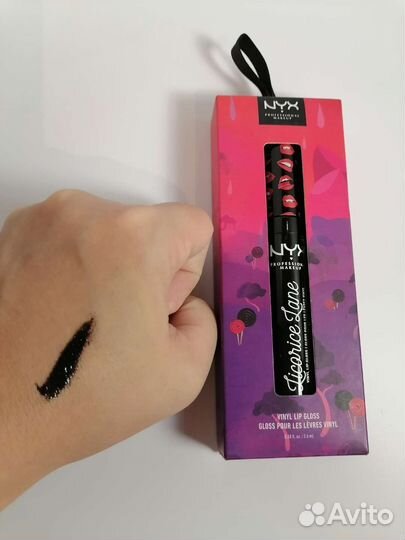 NYX
PROFESSIONAL
MAKEUP
NYX
PROFESSIONAL
MAKEUP
Licorice Lane
VINYL LIP GLOSS
GLOSS POUR LES LÈVRES VINYL
Avito